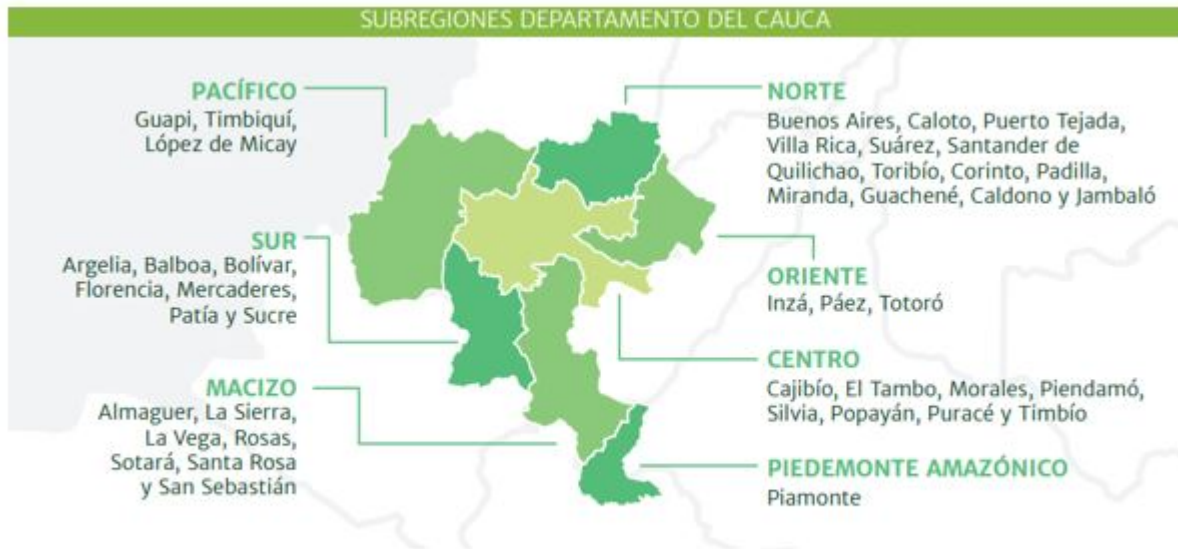 SUBREGIONES DEPARTAMENTO DEL CAUCA
PACÍFICO
Guapi, Timbiquí,
López de Micay
SUR
Argelia, Balboa, Bolívar,
Florencia, Mercaderes,
Patía y Sucre
MACIZO
Almaguer, La Sierra,
La Vega, Rosas,
Sotará, Santa Rosa
y San Sebastián
NORTE
Buenos Aires, Caloto, Puerto Tejada,
Villa Rica, Suárez, Santander de
Quilichao, Toribío, Corinto, Padilla,
Miranda, Guachené, Caldono y Jambaló
ORIENTE
Inzá, Páez, Totoró
CENTRO
Cajibío, El Tambo, Morales, Piendamó,
Silvia, Popayán, Puracé y Timbío
PIEDEMONTE AMAZÓNICO
Piamonte